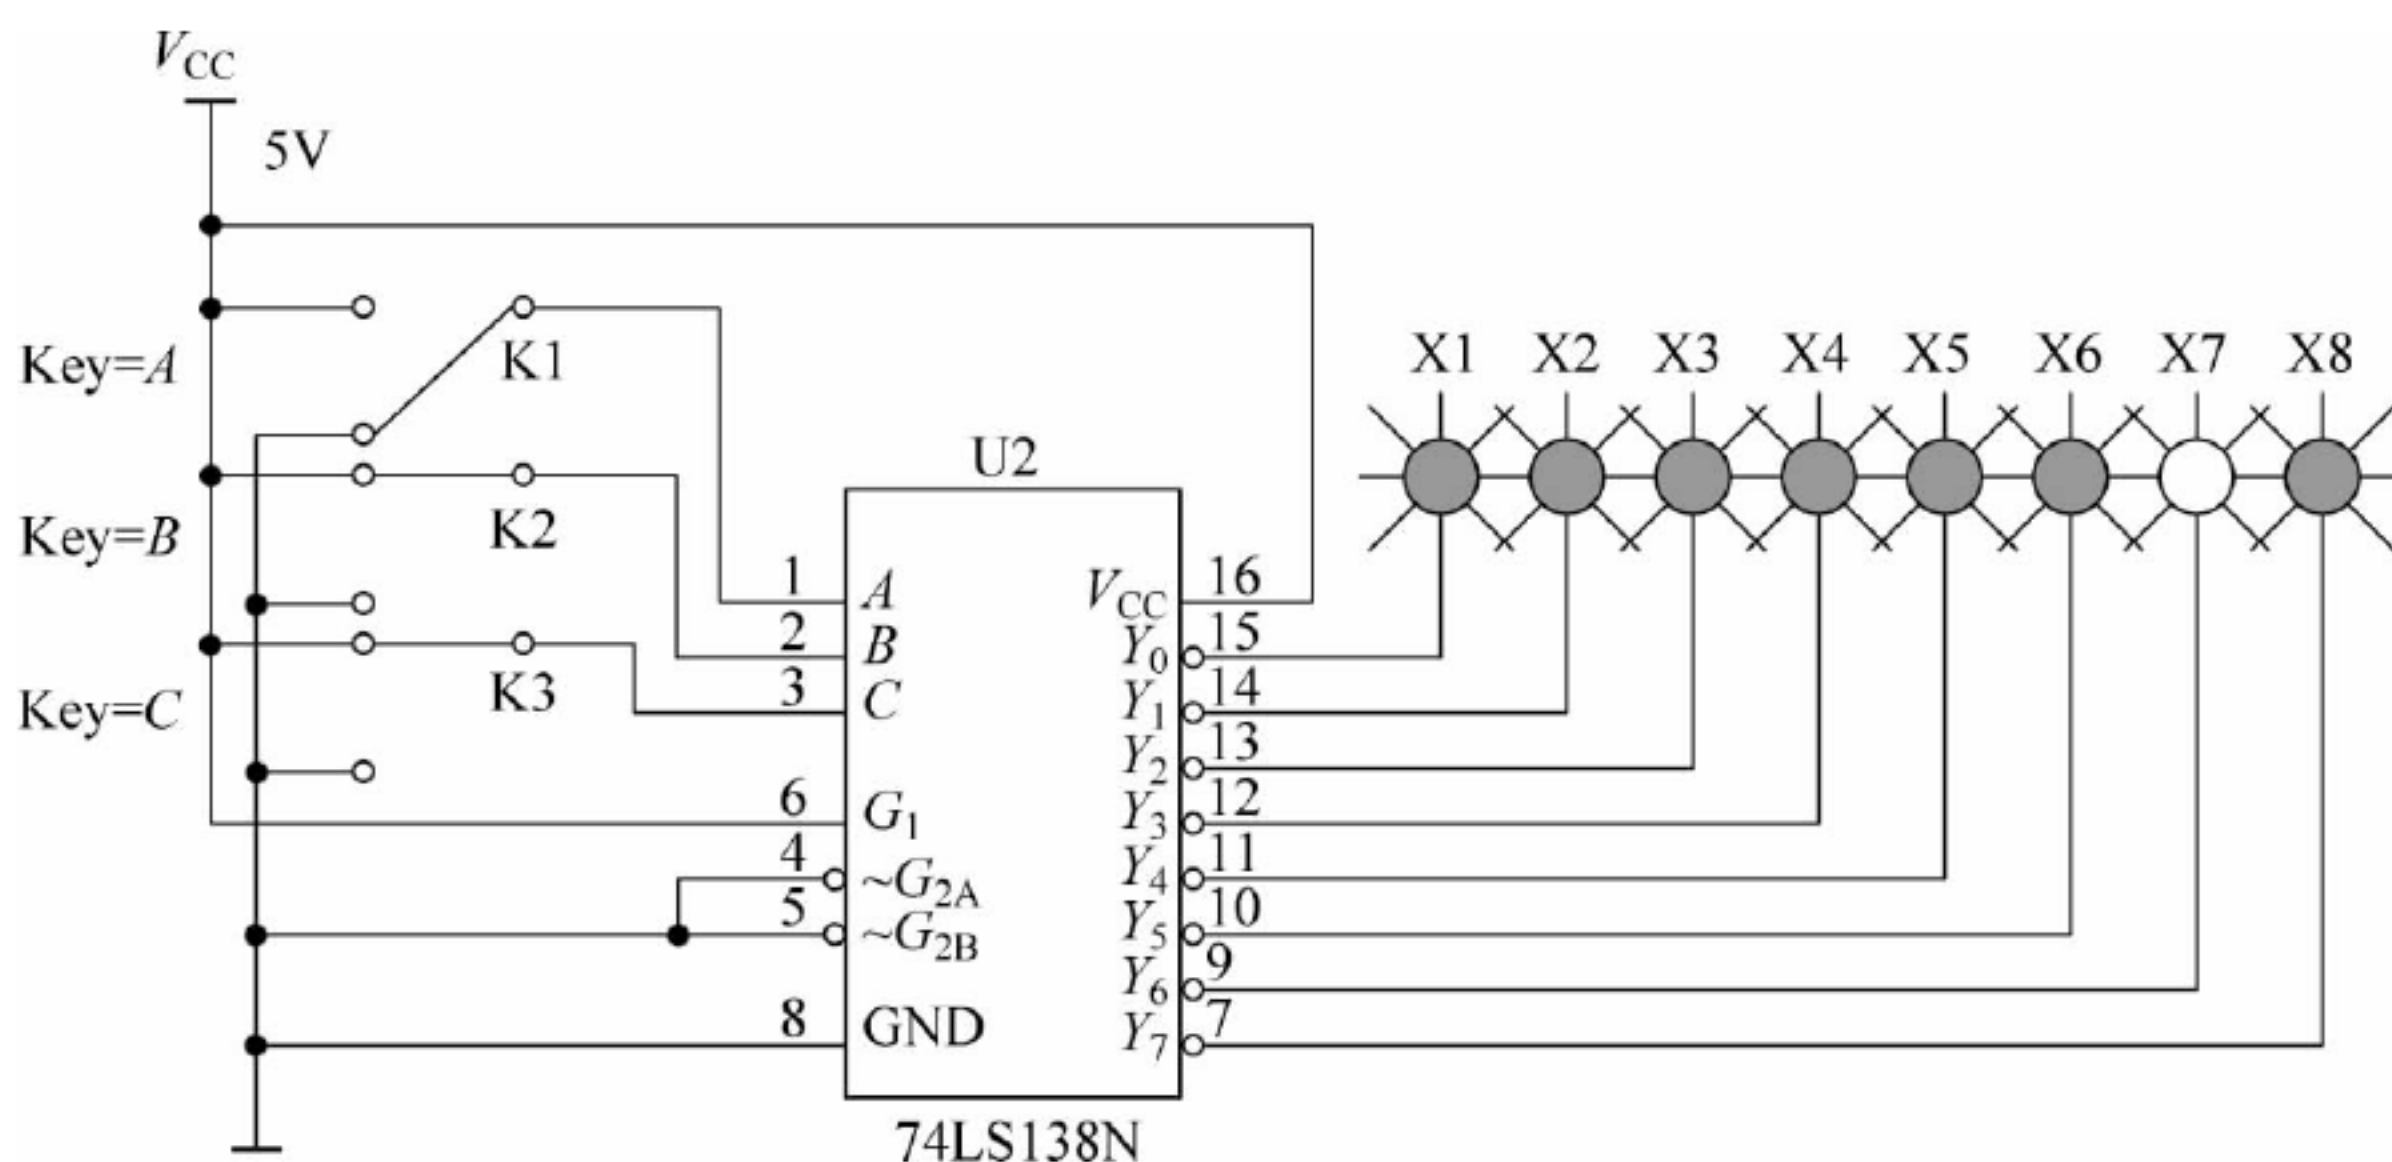 VCC
5V
Key=A
K1
Key=B
K2
Key=C
K3
U2
1 A
2 B
3 C
6 G1
4 ~G2A
5 ~G2B
8 GND
VCC 16
Y0 15
Y1 14
Y2 13
Y3 12
Y4 11
Y5 10
Y6 9
Y7 7
74LS138N
X1 X2 X3 X4 X5 X6 X7 X8